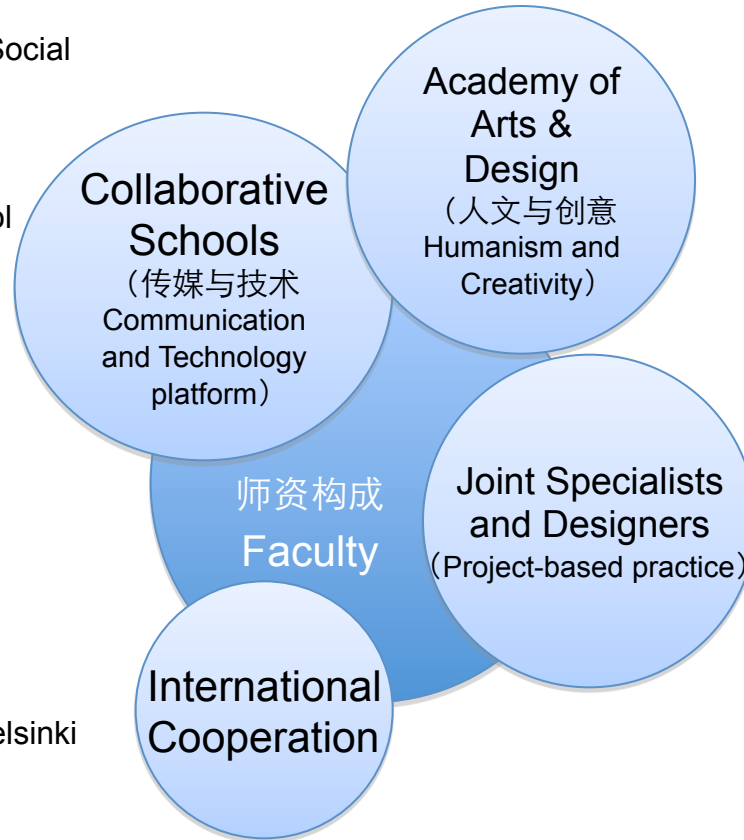 Social
Academy of
Arts &
Design
（人文与创意
Humanism and
Creativity）
Collaborative
Schools
（传媒与技术
Communication
and Technology
platform）
师资构成
Faculty
Joint Specialists
and Designers
（Project-based practice）
International
Cooperation